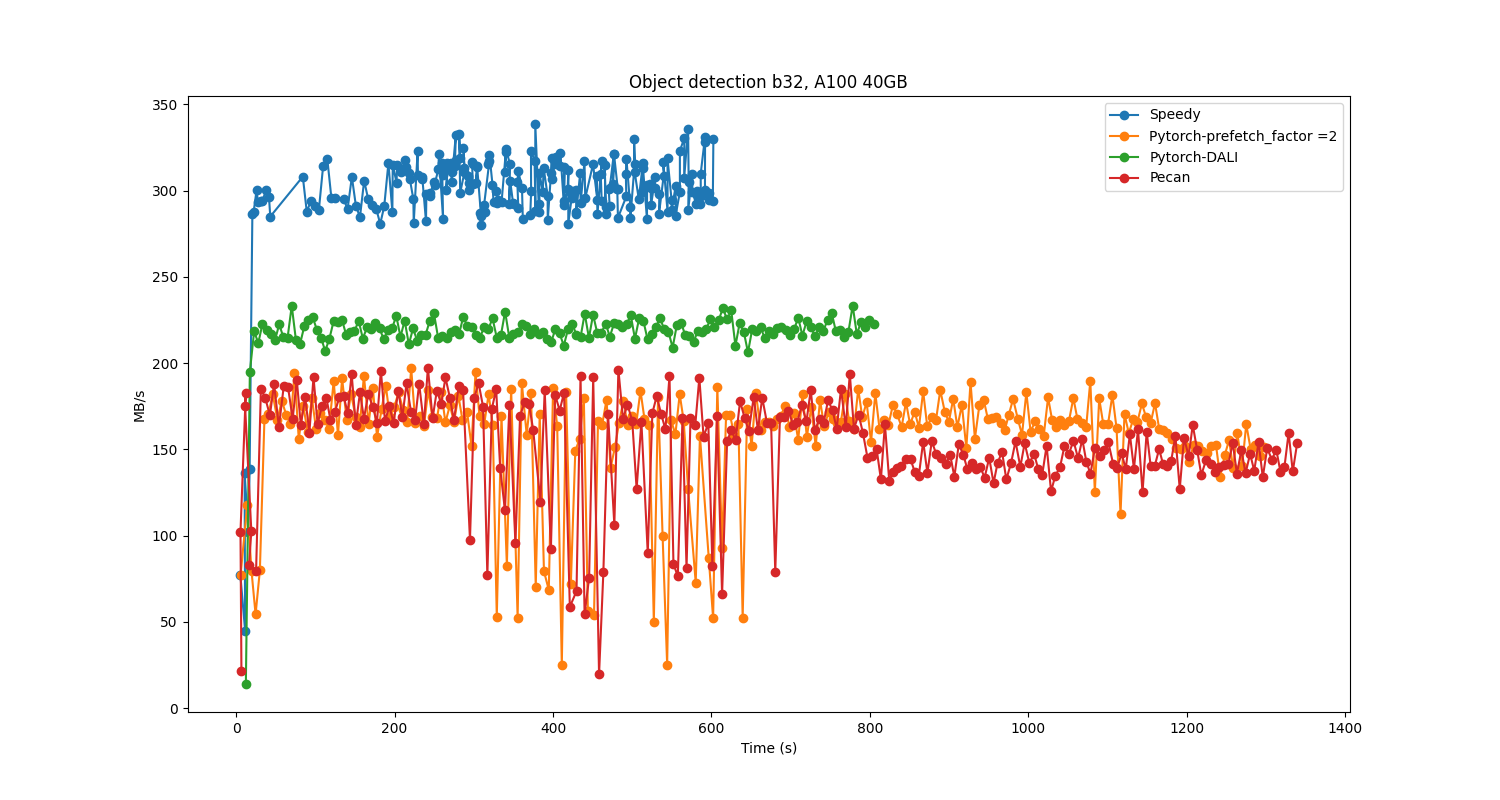 Object detection b32, A100 40GB
350
300
250
200
150
100
50
0
MB/s
Speedy
Pytorch-prefetch_factor =2
Pytorch-DALI
Pecan
0 200 400 600 800 1000 1200 1400
Time (s)